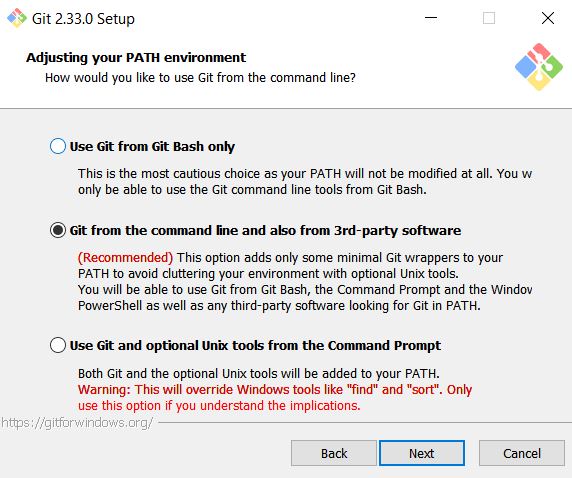 Git 2.33.0 Setup
Adjusting your PATH environment
How would you like to use Git from the command line?
Use Git from Git Bash only
This is the most cautious choice as your PATH will not be modified at all. You w
only be able to use the Git command line tools from Git Bash.
Git from the command line and also from 3rd-party software
(Recommended) This option adds only some minimal Git wrappers to your
PATH to avoid cluttering your environment with optional Unix tools.
You will be able to use Git from Git Bash, the Command Prompt and the Window
PowerShell as well as any third-party software looking for Git in PATH.
Use Git and optional Unix tools from the Command Prompt
Both Git and the optional Unix tools will be added to your PATH.
Warning: This will override Windows tools like "find" and "sort". Only
use this option if you understand the implications.
https://gitforwindows.org/
Back Next Cancel